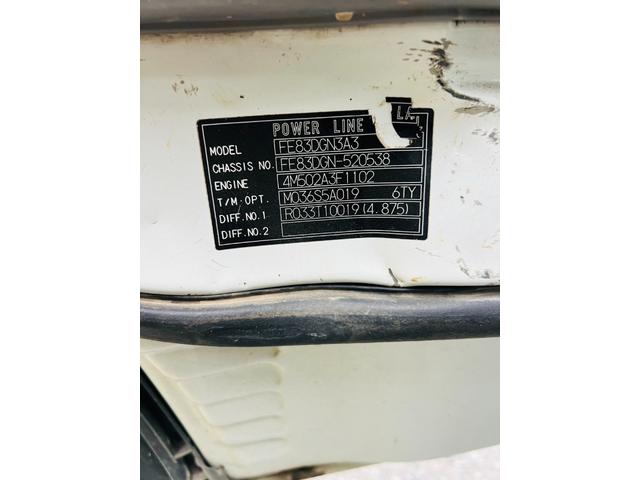 POWER LINE LA
MODEL FE83DGN3A3
CHASSIS NO. FE83DGN-520538
ENGINE 4M502A3F1102
T/M·OPT. M036S5A019 6TY
DIFF.NO.1 R033T10019(4.875)
DIFF.NO.2